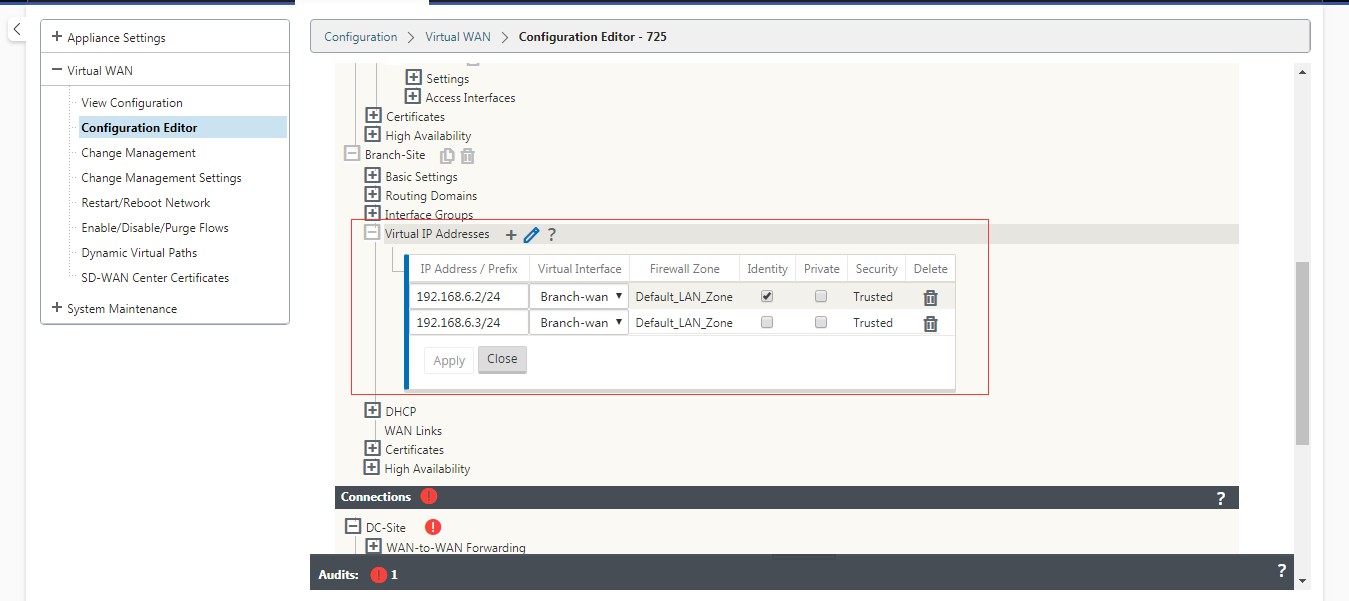 Appliance Settings
Virtual WAN
View Configuration
Configuration Editor
Change Management
Change Management Settings
Restart/Reboot Network
Enable/Disable/Purge Flows
Dynamic Virtual Paths
SD-WAN Center Certificates
System Maintenance
Configuration > Virtual WAN > Configuration Editor - 725
Settings
Access Interfaces
Certificates
High Availability
Branch-Site
Basic Settings
Routing Domains
Interface Groups
Virtual IP Addresses + ?
IP Address / Prefix Virtual Interface Firewall Zone Identity Private Security Delete
192.168.6.2/24 Branch-wan Default_LAN_Zone Trusted
192.168.6.3/24 Branch-wan Default_LAN_Zone Trusted
Apply Close
DHCP
WAN Links
Certificates
High Availability
Connections ! ?
DC-Site !
WAN-to-WAN Forwarding
Audits: ! 1 ?